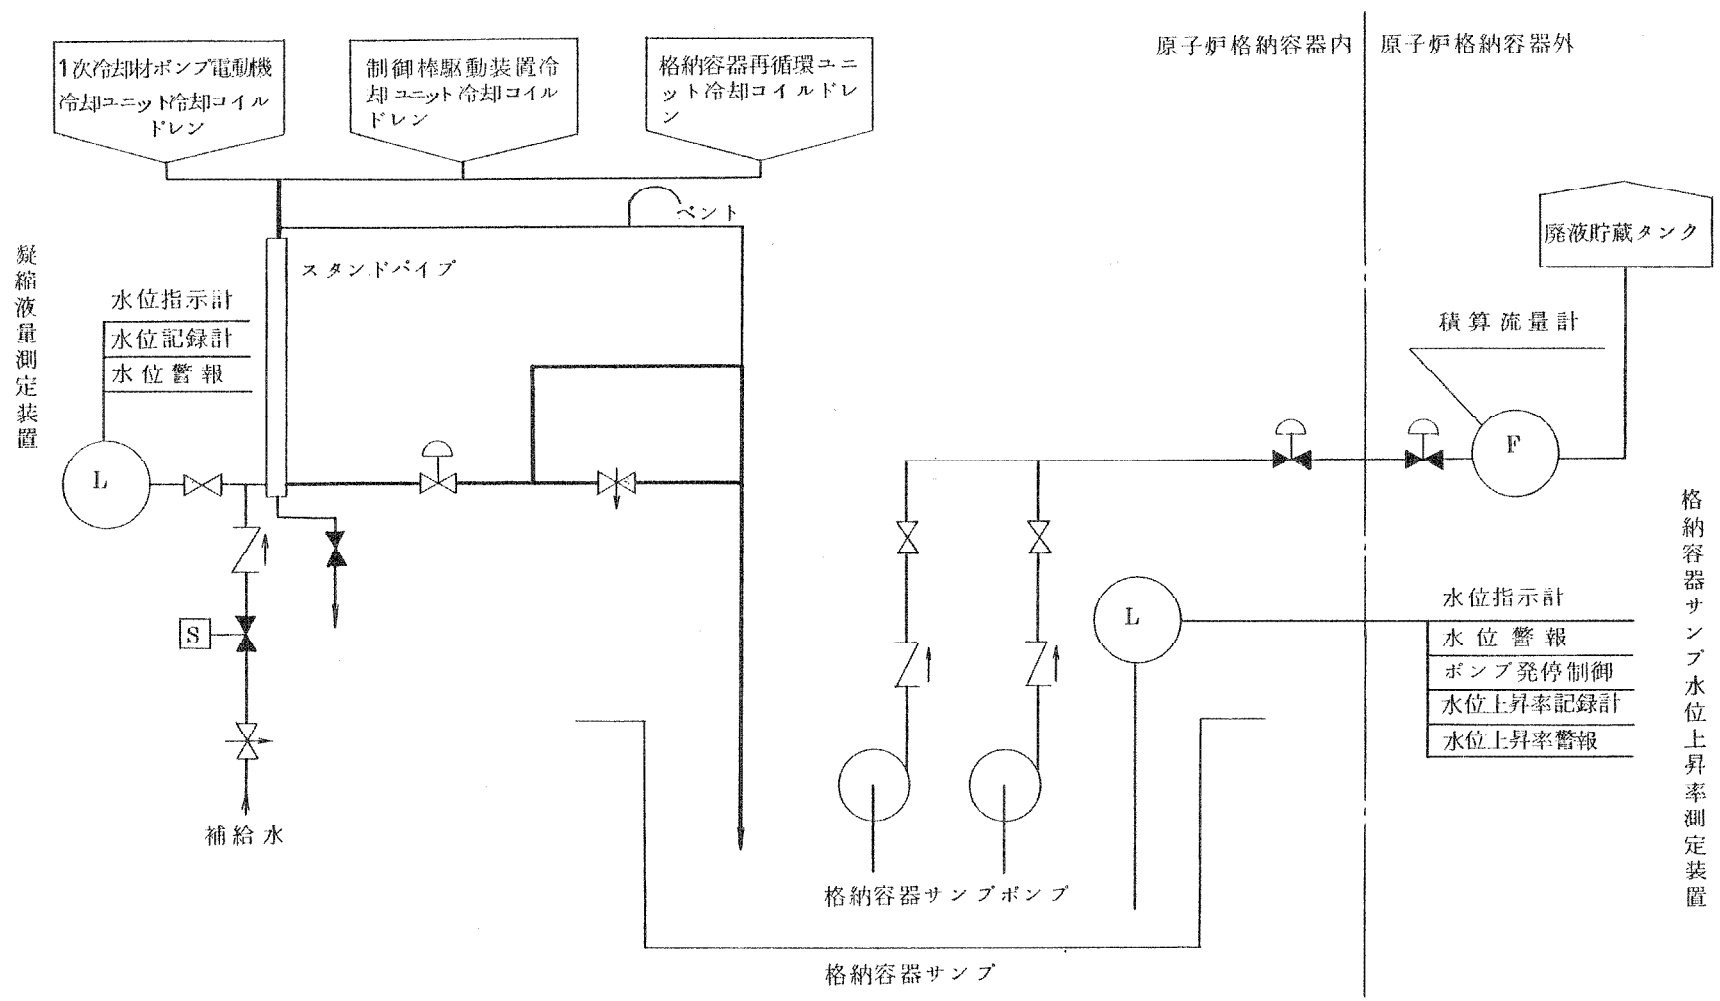 原子炉格納容器内
原子炉格納容器外
1次冷却材ポンプ電動機
冷却ユニット冷却コイル
ドレン
制御棒駆動装置冷
却ユニット冷却コイル
ドレン
格納容器再循環ユニ
ット冷却コイルドレ
ン
ベント
スタンドパイプ
凝縮液量測定装置
水位指示計
水位記録計
水位警報
L
S
補給水
廃液貯蔵タンク
積算流量計
F
L
水位指示計
水位警報
ポンプ発停制御
水位上昇率記録計
水位上昇率警報
格納容器サンプ水位上昇率測定装置
格納容器サンプポンプ
格納容器サンプ